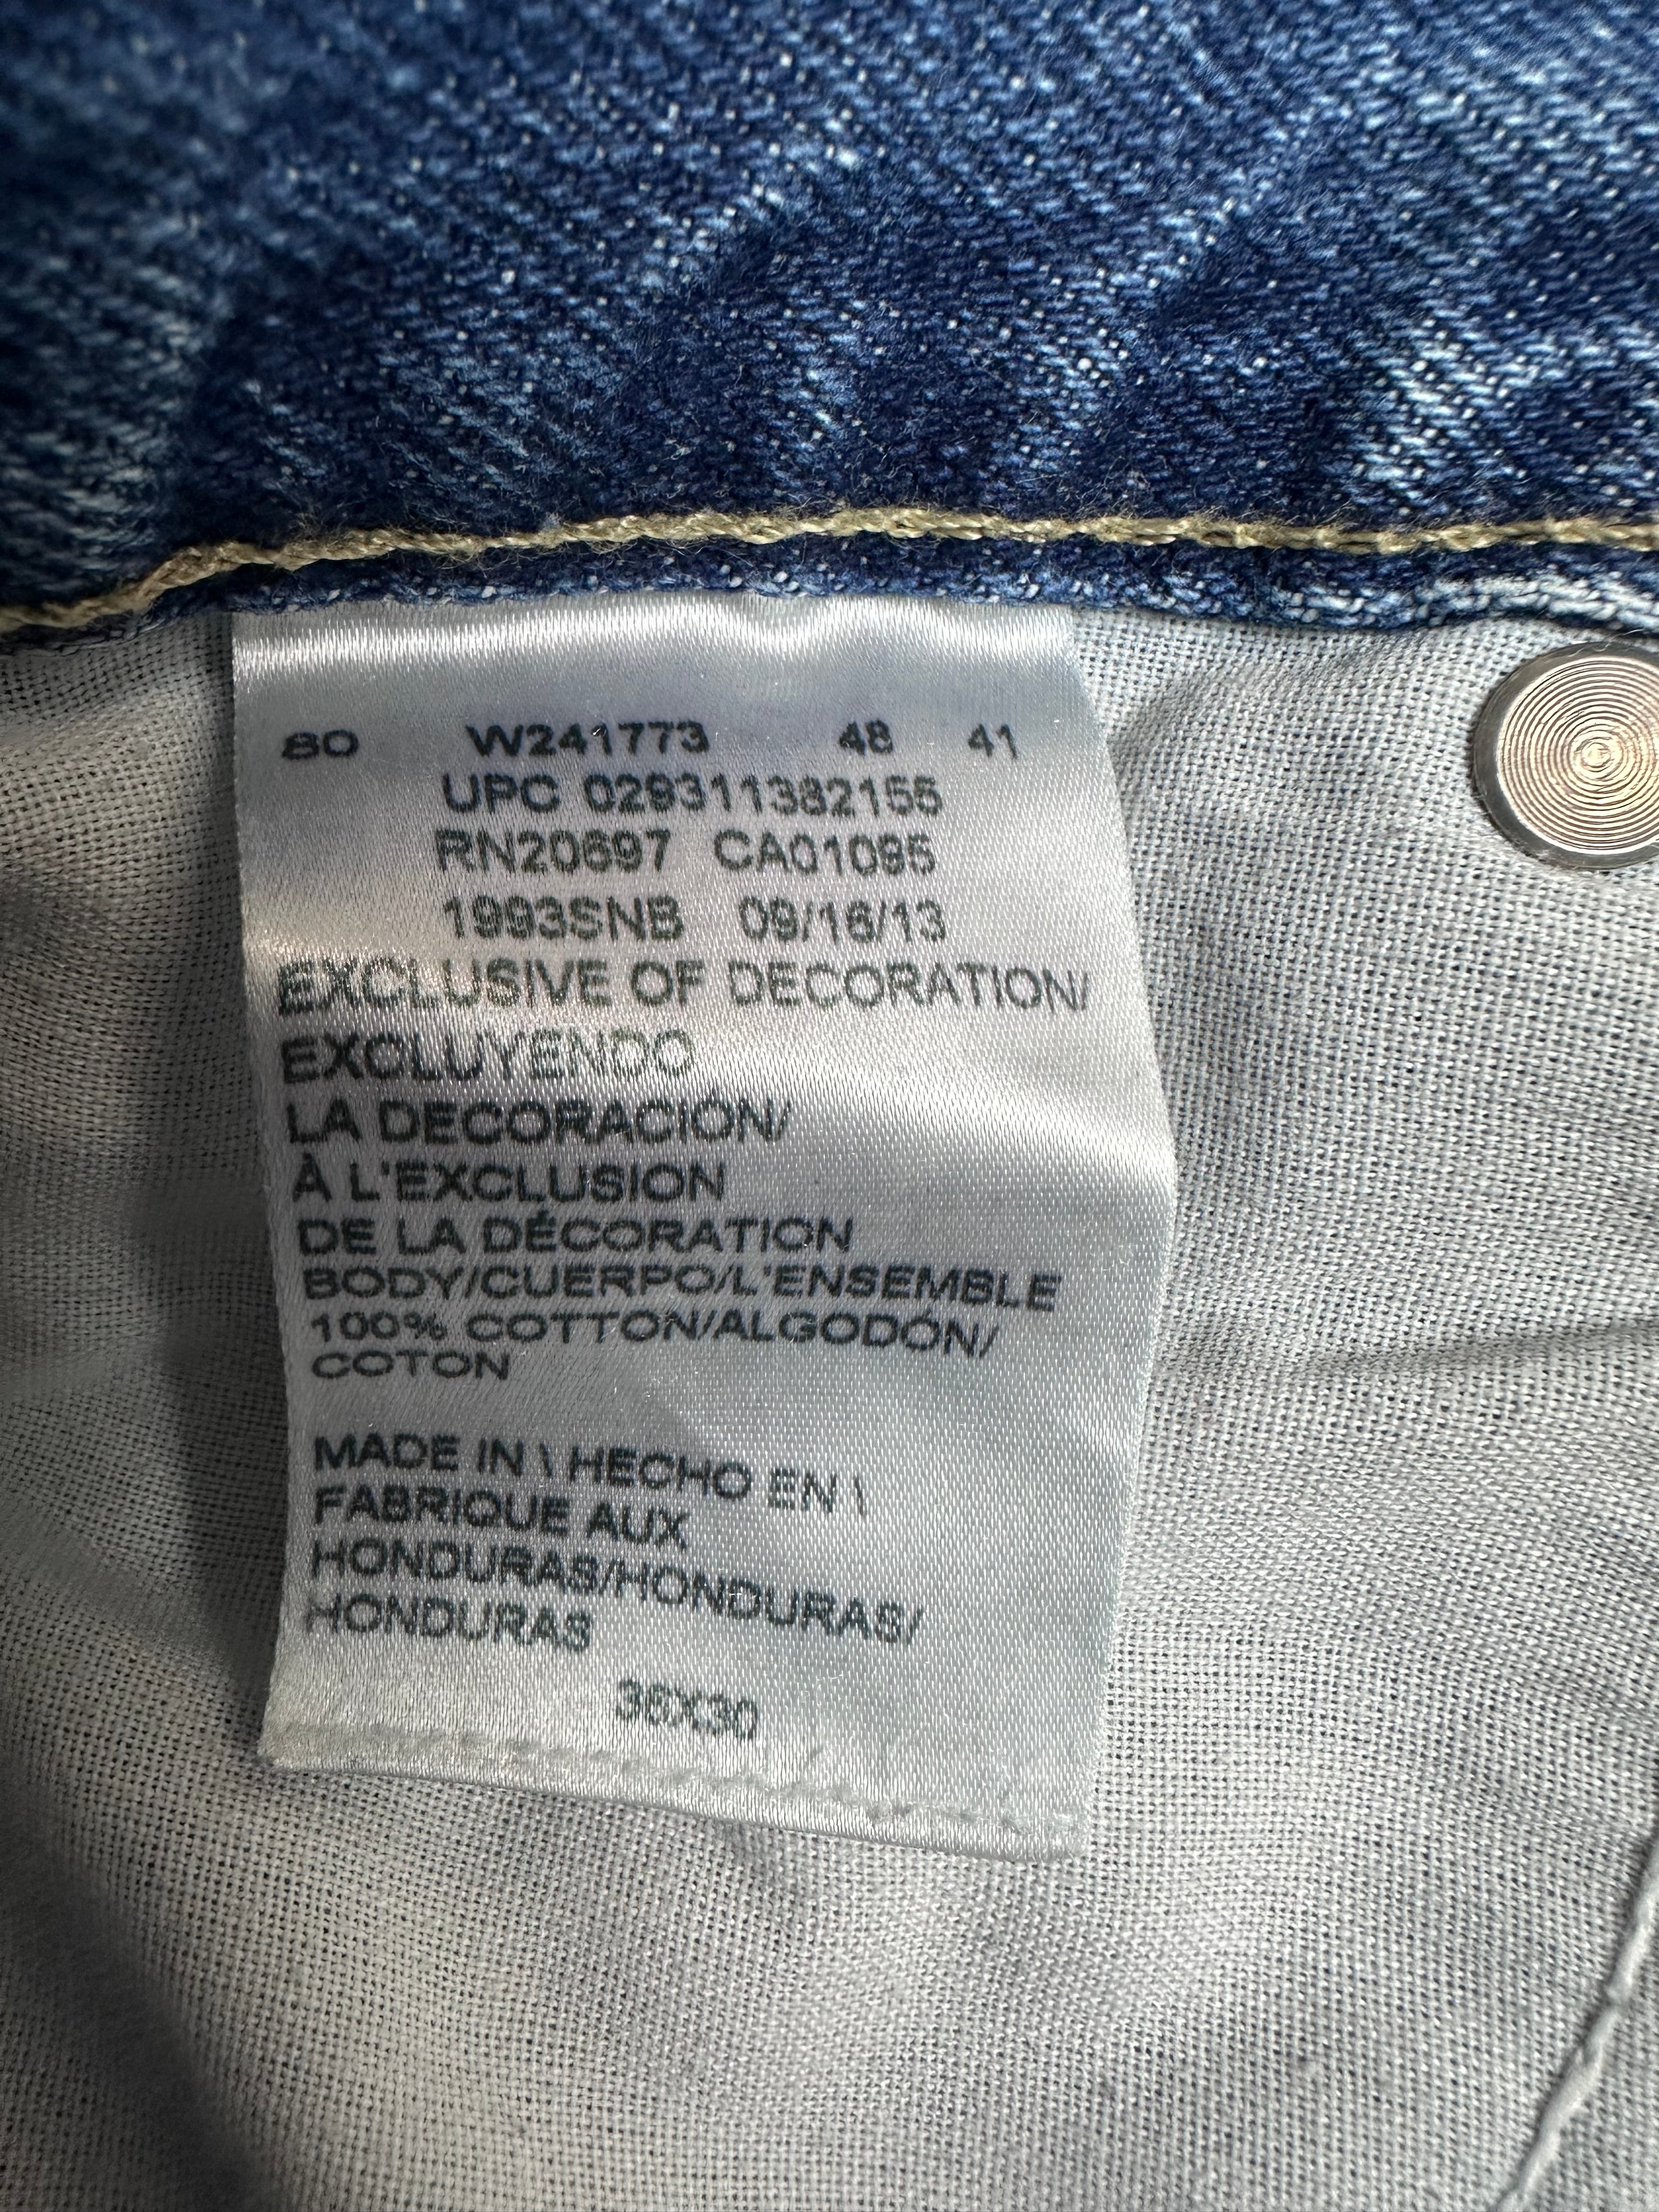 80 W241773 48 41
UPC 029311382155
RN20697 CA01095
1993SNB 09/16/13
EXCLUSIVE OF DECORATION/
EXCLUYENDO
LA DECORACIÓN/
À L'EXCLUSION
DE LA DÉCORATION
BODY/CUERPO/L'ENSEMBLE
100% COTTON/ALGODÓN/
COTON
MADE IN \ HECHO EN \
FABRIQUE AUX
HONDURAS/HONDURAS/
HONDURAS
36X30